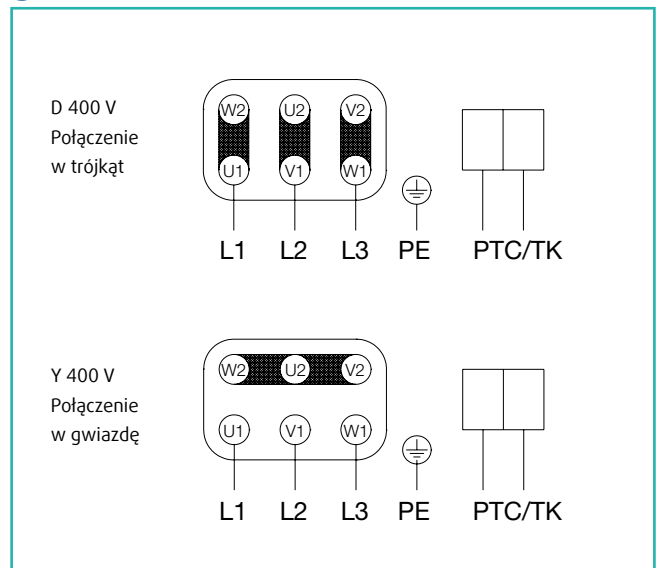 D 400 V
Połączenie
w trójkąt
W2 U2 V2
U1 V1 W1
L1 L2 L3 PE PTC/TK
Y 400 V
Połączenie
w gwiazdę
W2 U2 V2
U1 V1 W1
L1 L2 L3 PE PTC/TK